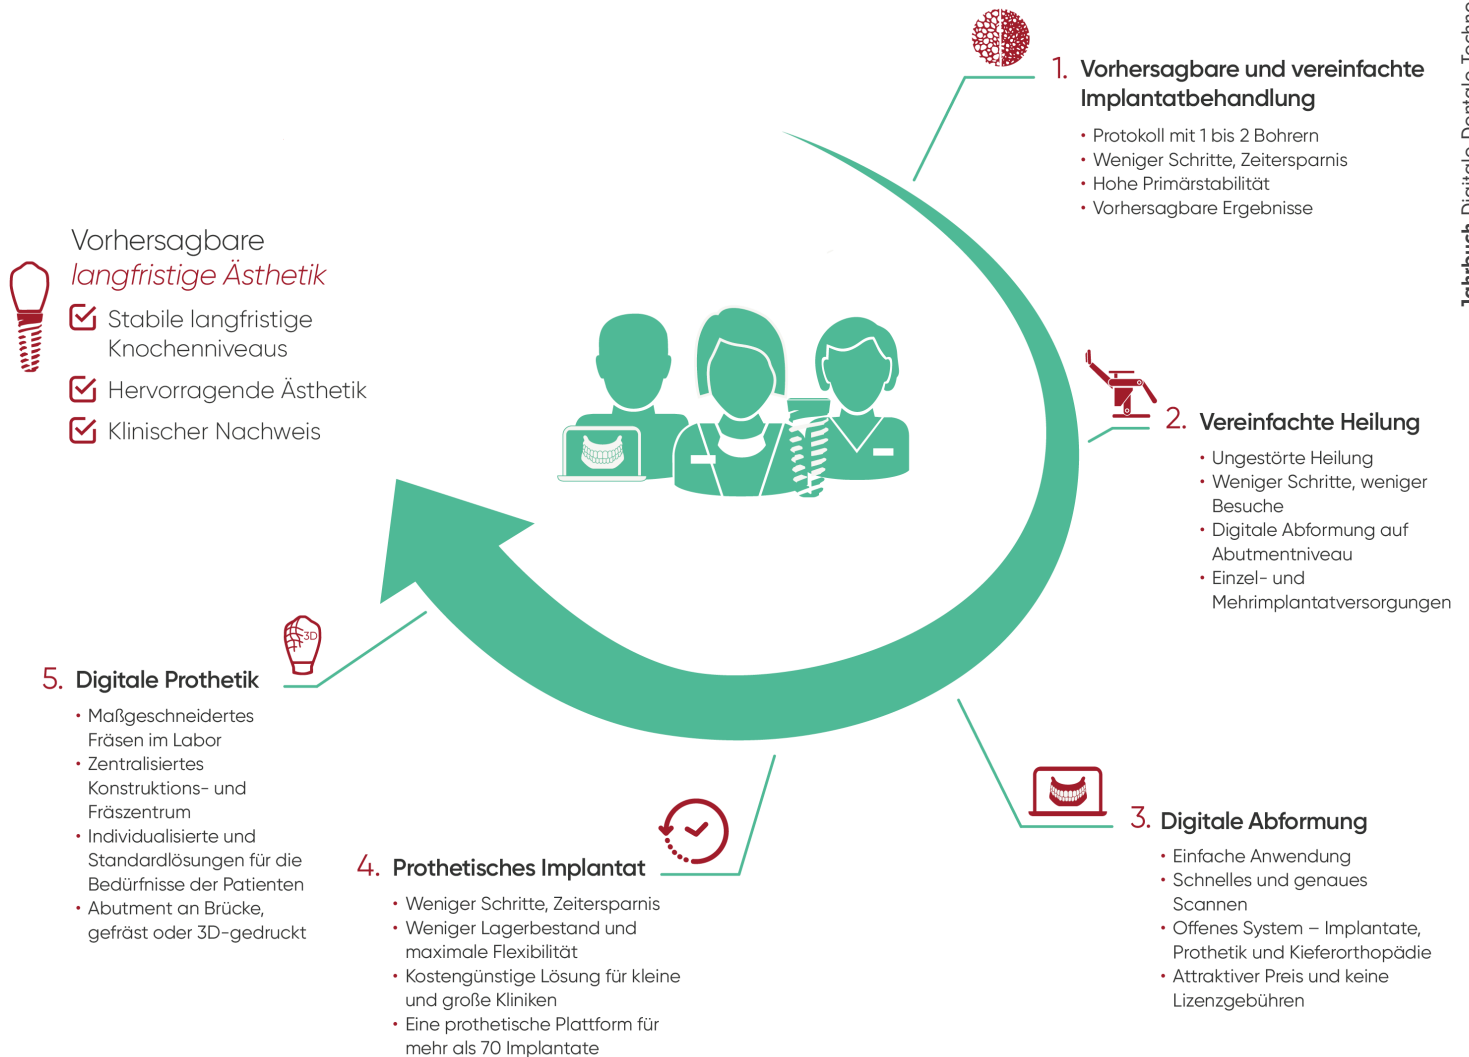 1. Vorhersagbare und vereinfachte
Implantatbehandlung
• Protokoll mit 1 bis 2 Bohrern
• Weniger Schritte, Zeitersparnis
• Hohe Primärstabilität
• Vorhersagbare Ergebnisse
Jahrbuch Digitale Dentale
Vorhersagbare
langfristige Ästhetik
Stabile langfristige
Knochenniveaus
Hervorragende Ästhetik
Klinischer Nachweis
2. Vereinfachte Heilung
• Ungestörte Heilung
• Weniger Schritte, weniger
Besuche
• Digitale Abformung auf
Abutmentniveau
• Einzel- und
Mehrimplantatversorgungen
3. Digitale Abformung
• Einfache Anwendung
• Schnelles und genaues
Scannen
• Offenes System – Implantate,
Prothetik und Kieferorthopädie
• Attraktiver Preis und keine
Lizenzgebühren
4. Prothetisches Implantat
• Weniger Schritte, Zeitersparnis
• Weniger Lagerbestand und
maximale Flexibilität
• Kostengünstige Lösung für kleine
und große Kliniken
• Eine prothetische Plattform für
mehr als 70 Implantate
3D
5. Digitale Prothetik
• Maßgeschneidertes
Fräsen im Labor
• Zentralisiertes
Konstruktions- und
Fräszentrum
• Individualisierte und
Standardlösungen für die
Bedürfnisse der Patienten
• Abutment an Brücke,
gefräst oder 3D-gedruckt